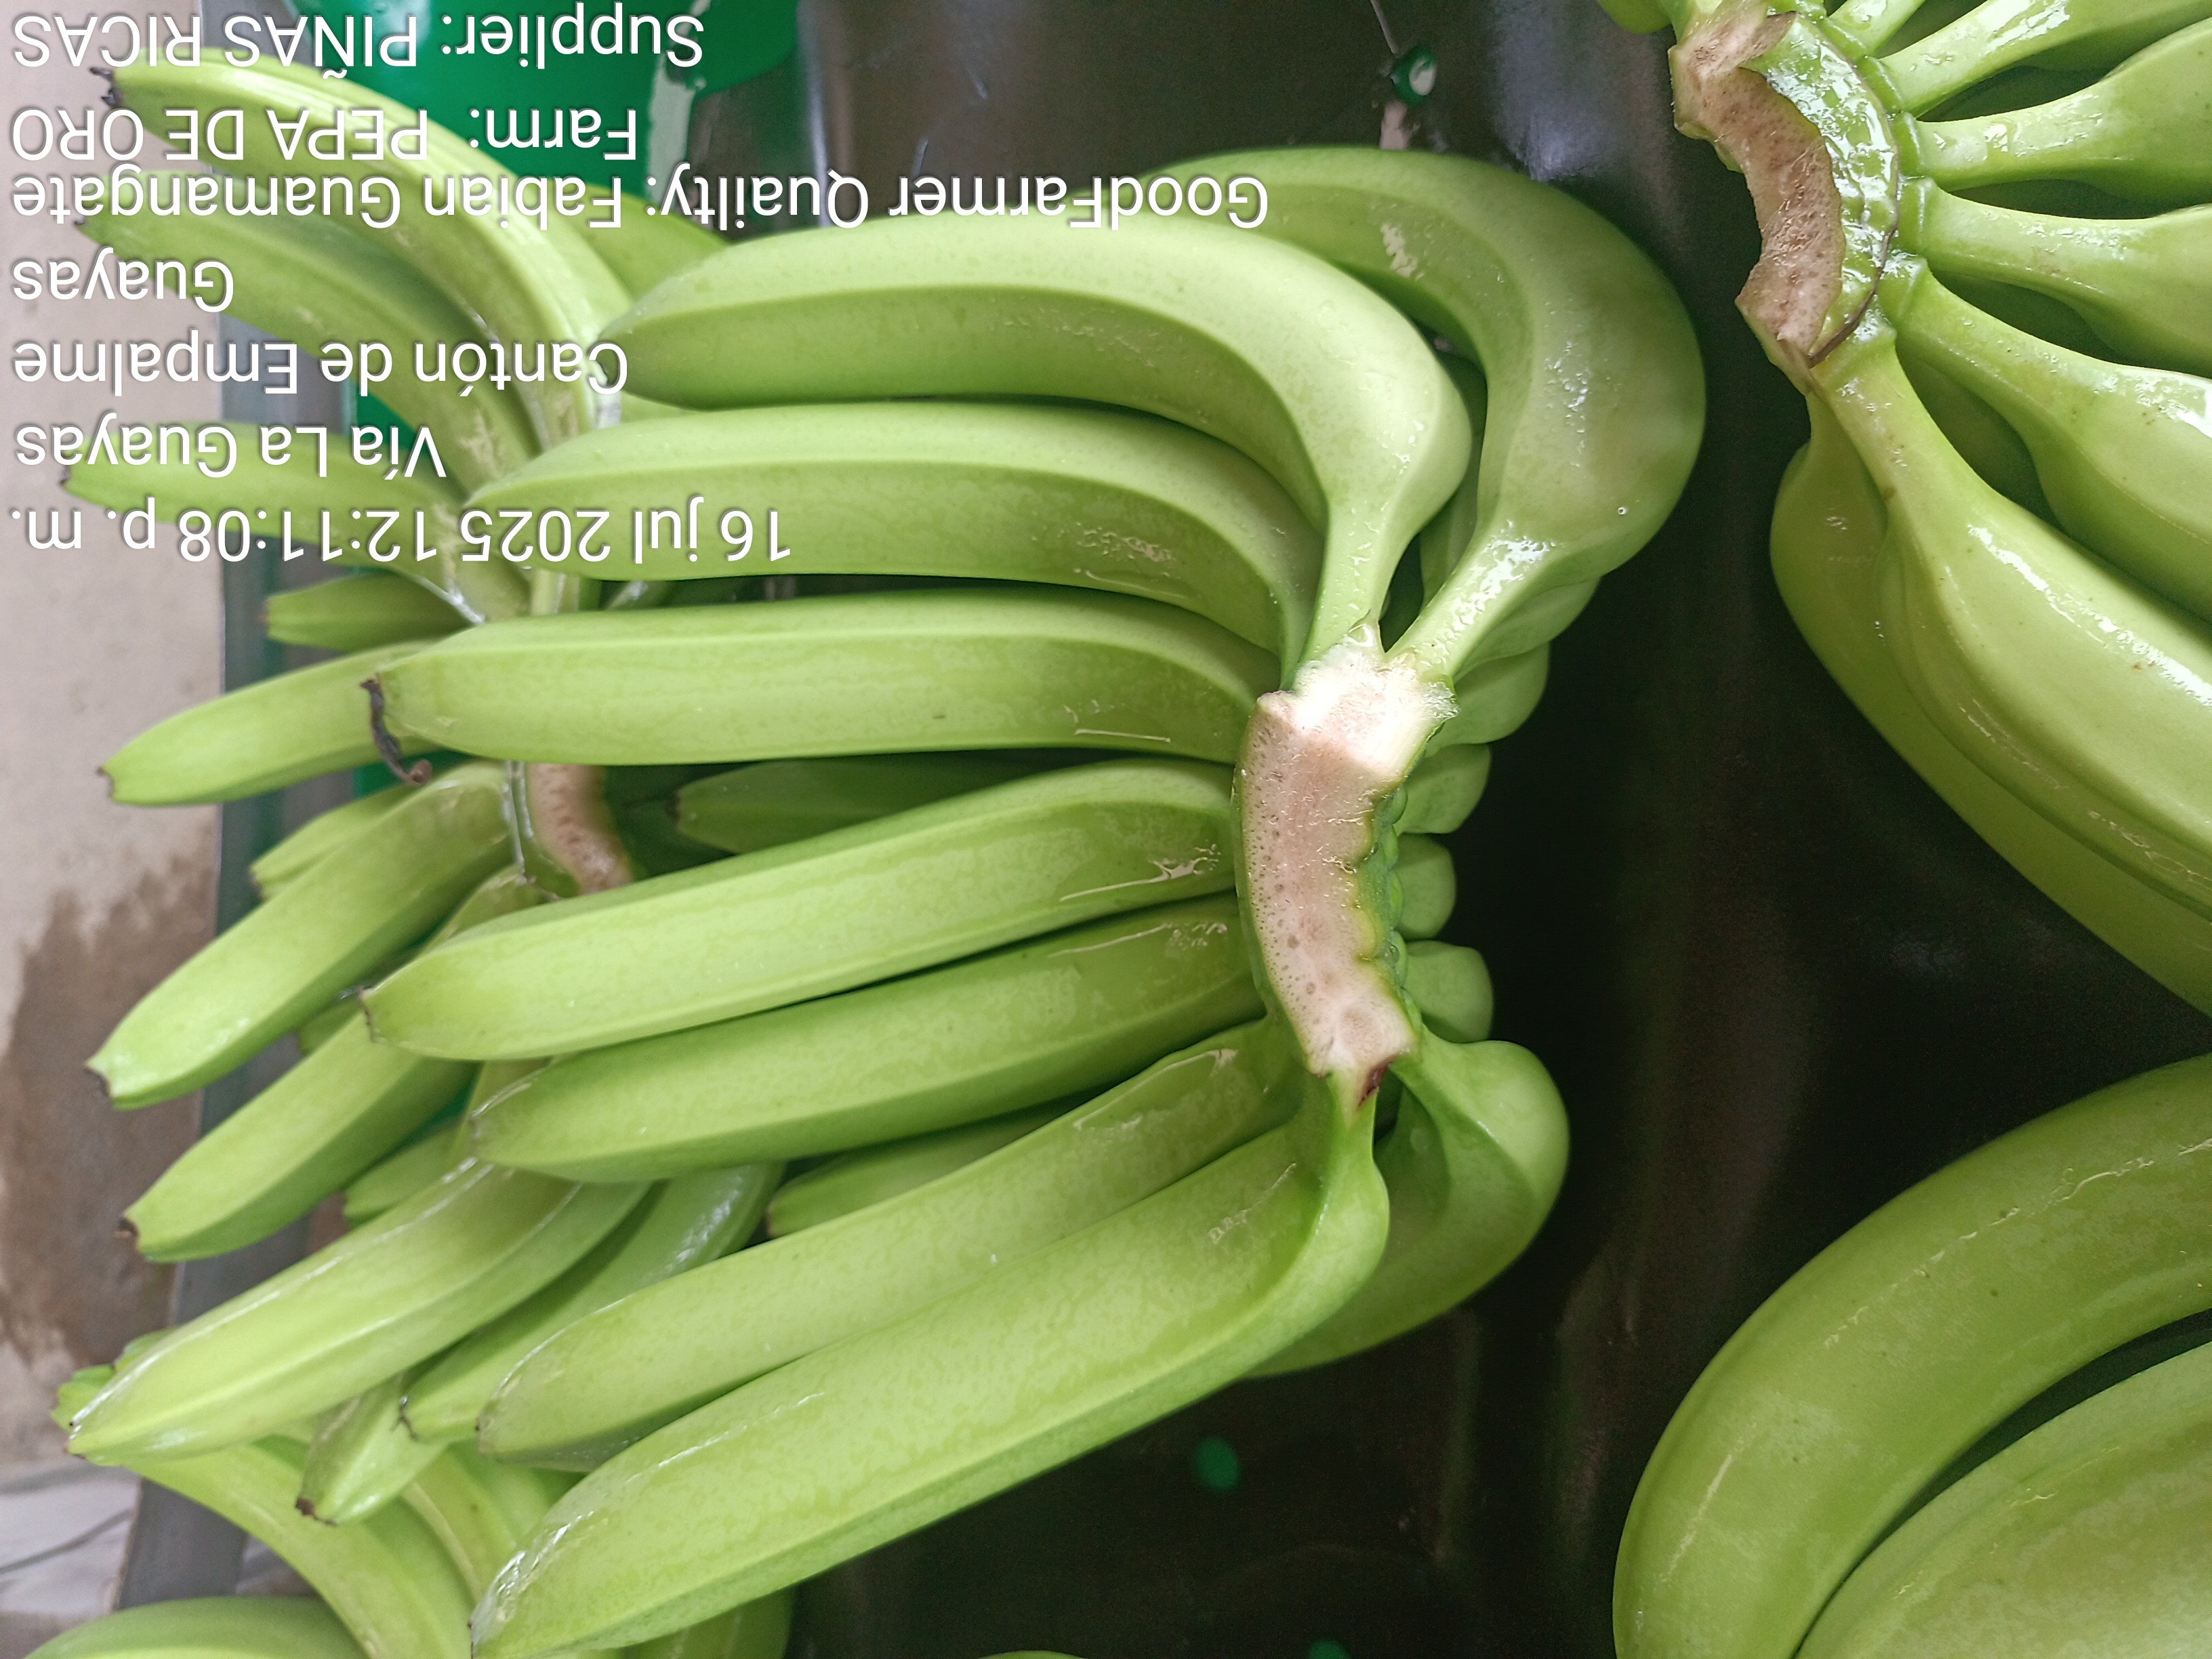 16 jul 2025 12:11:08 p. m.
Vía La Guayas
Cantón de Empalme
Guayas
GoodFarmer Quailty: Fabian Guamangate
Farm: PEPA DE ORO
Supplier: PIÑAS RICAS